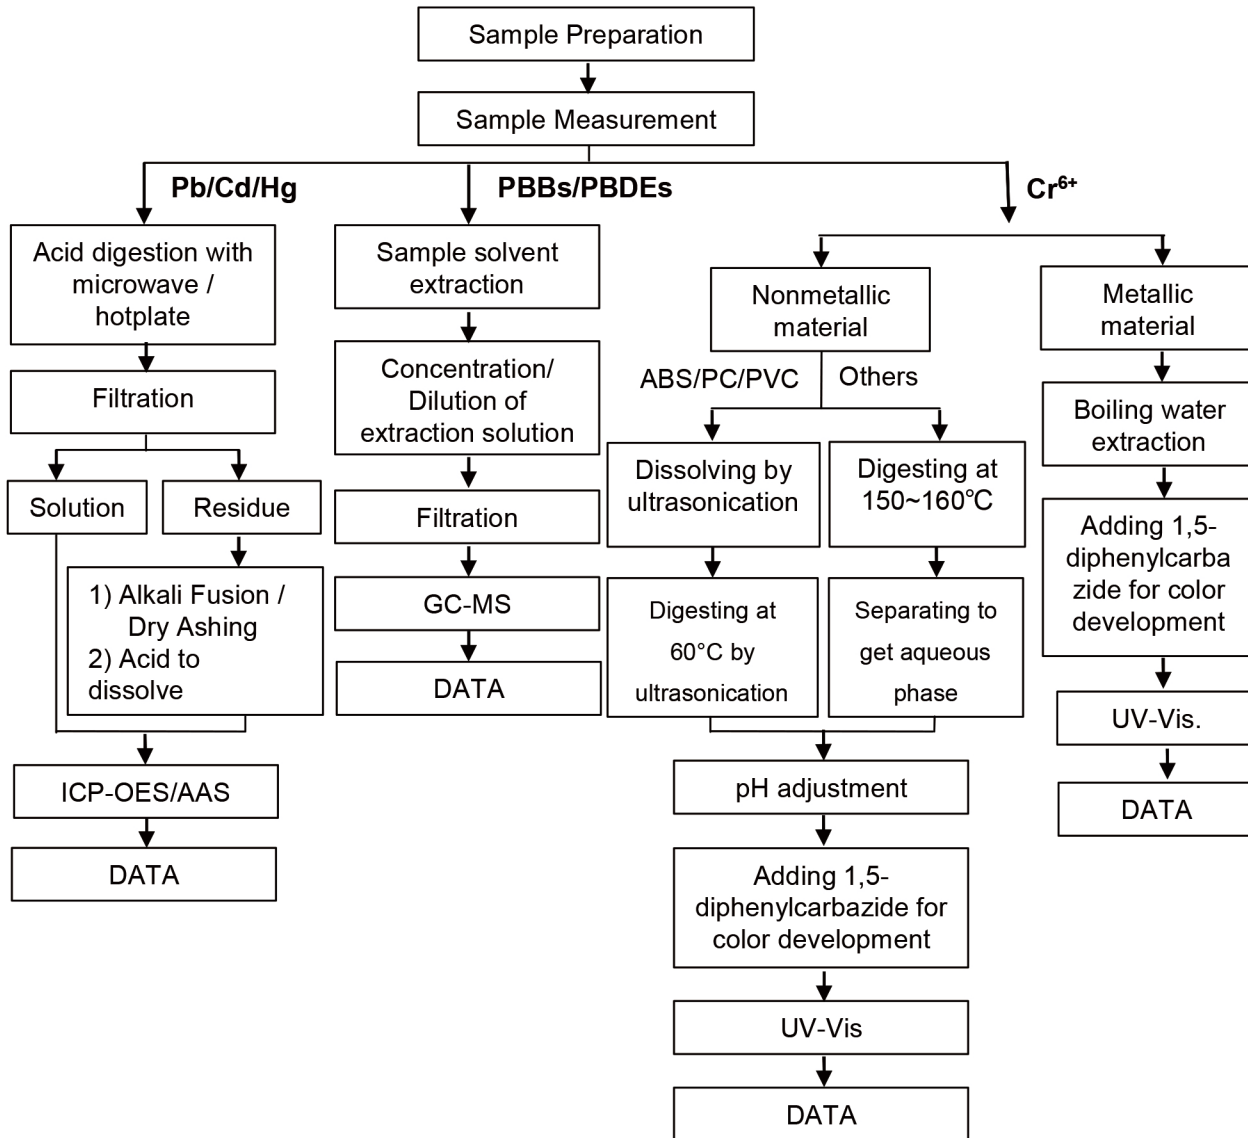 Sample Preparation
Sample Measurement
Pb/Cd/Hg
PBBs/PBDEs
Cr⁶⁺
Acid digestion with
microwave /
hotplate
Filtration
Solution
Residue
1) Alkali Fusion /
Dry Ashing
2) Acid to
dissolve
ICP-OES/AAS
DATA
Sample solvent
extraction
Concentration/
Dilution of
extraction solution
Filtration
GC-MS
DATA
Nonmetallic
material
ABS/PC/PVC
Others
Dissolving by
ultrasonication
Digesting at
60°C by
ultrasonication
Digesting at
150~160℃
Separating to
get aqueous
phase
pH adjustment
Adding 1,5-
diphenylcarbazide for
color development
UV-Vis
DATA
Metallic
material
Boiling water
extraction
Adding 1,5-
diphenylcarba
zide for color
development
UV-Vis.
DATA